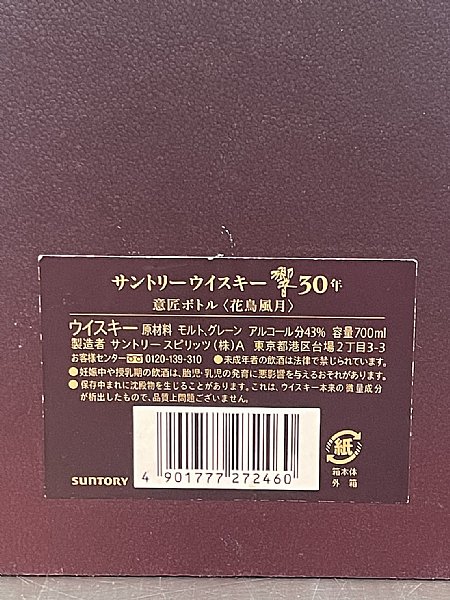 サントリーウイスキー 響 30年
意匠ボトル〈花鳥風月〉
ウイスキー 原材料 モルト、グレーン アルコール分43% 容量700ml
製造者 サントリースピリッツ(株)A 東京都港区台場2丁目3-3
お客様センター 0120-139-310 ●未成年者の飲酒は法律で禁じられています。
●妊娠中や授乳期の飲酒は、胎児・乳児の発育に悪影響を与えるおそれがあります。
●保存中まれに沈殿物を生じることがあります。これは、ウイスキー本来の微量成分
が析出したもので、品質上問題ございません。
4 901777 272460
紙
箱本体
外箱
SUNTORY